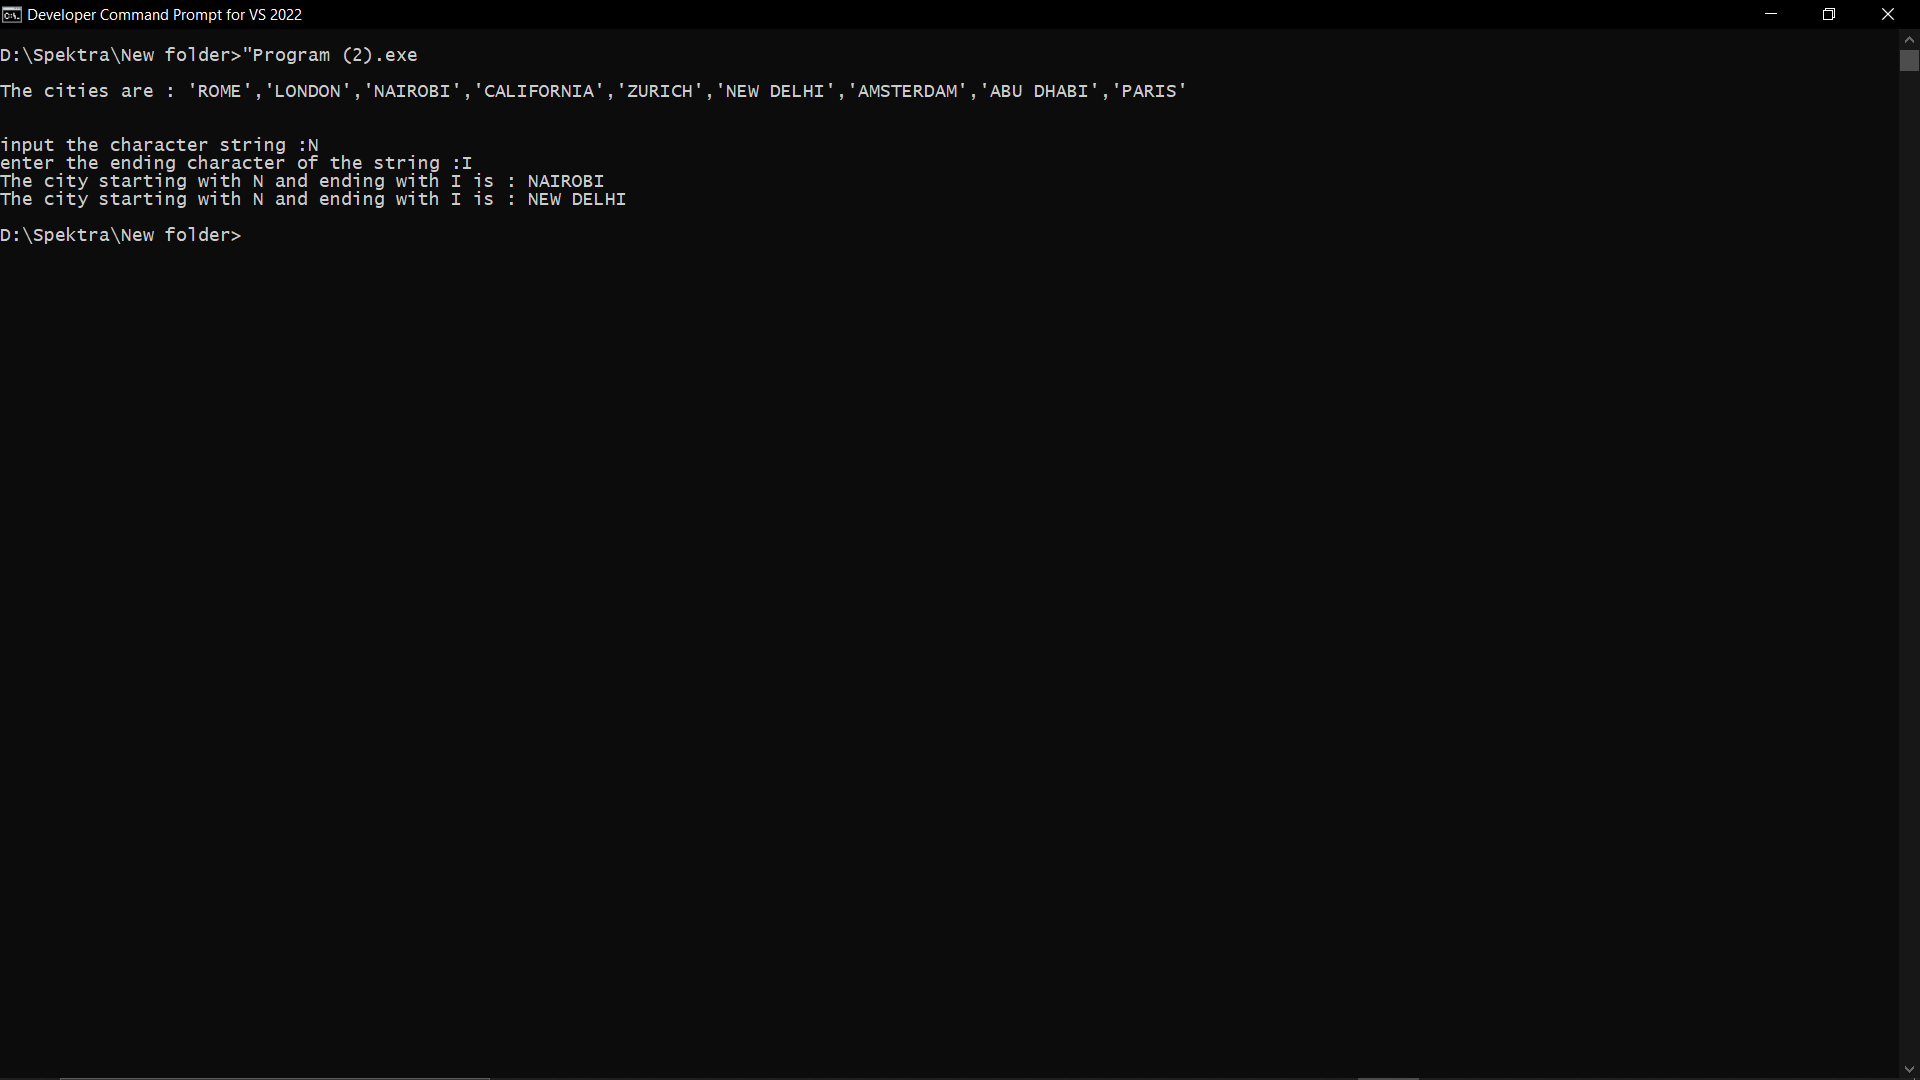 Developer Command Prompt for VS 2022
D:\Spektra\New folder>"Program (2).exe
The cities are : 'ROME','LONDON','NAIROBI','CALIFORNIA','ZURICH','NEW DELHI','AMSTERDAM','ABU DHABI','PARIS'
input the character string :N
enter the ending character of the string :I
The city starting with N and ending with I is : NAIROBI
The city starting with N and ending with I is : NEW DELHI
D:\Spektra\New folder>